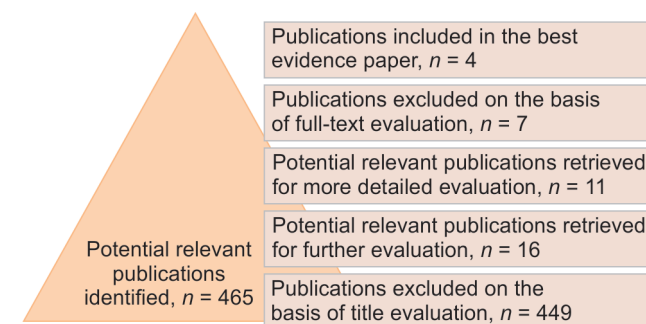 Publications included in the best
evidence paper, n = 4
Publications excluded on the basis
of full-text evaluation, n = 7
Potential relevant publications retrieved
for more detailed evaluation, n = 11
Potential relevant publications retrieved
for further evaluation, n = 16
Potential relevant
publications
identified, n = 465
Publications excluded on the
basis of title evaluation, n = 449